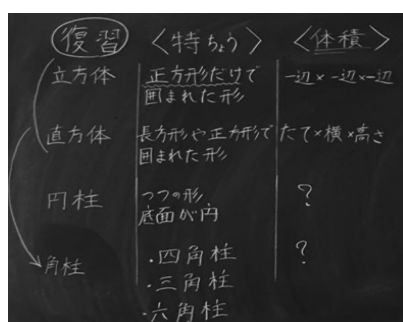 復習 〈特ちょう〉 〈体積〉
立方体 正方形だけで 一辺×一辺×一辺
囲まれた形
直方体 長方形や正方形で たて×横×高さ
囲まれた形
円柱 つつの形 ?
底面が円
角柱 ・四角柱 ?
・三角柱
・六角柱